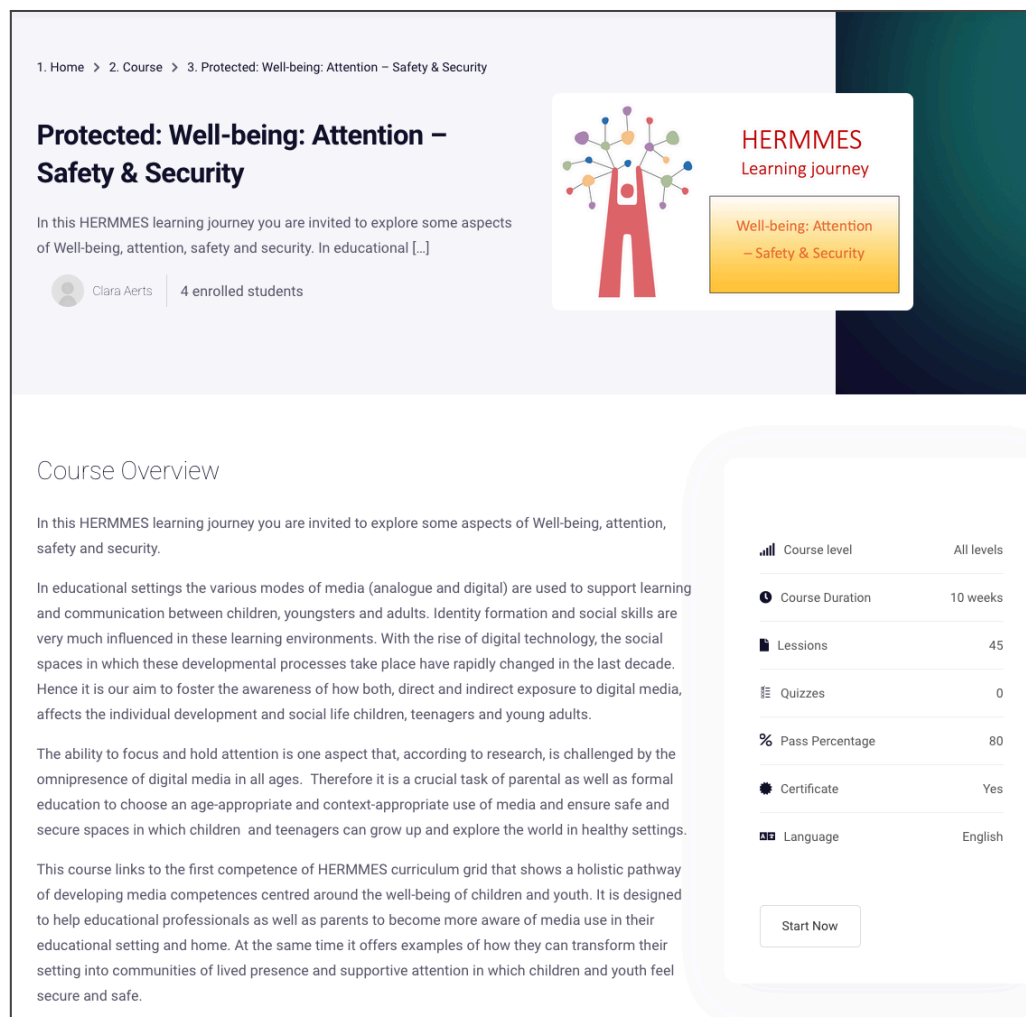 1. Home > 2. Course > 3. Protected: Well-being: Attention – Safety & Security
Protected: Well-being: Attention –
Safety & Security
In this HERMMES learning journey you are invited to explore some aspects
of Well-being, attention, safety and security. In educational [...]
Clara Aerts
4 enrolled students
HERMMES
Learning journey
Well-being: Attention
– Safety & Security
Course Overview
In this HERMMES learning journey you are invited to explore some aspects of Well-being, attention,
safety and security.
In educational settings the various modes of media (analogue and digital) are used to support learning
and communication between children, youngsters and adults. Identity formation and social skills are
very much influenced in these learning environments. With the rise of digital technology, the social
spaces in which these developmental processes take place have rapidly changed in the last decade.
Hence it is our aim to foster the awareness of how both, direct and indirect exposure to digital media,
affects the individual development and social life children, teenagers and young adults.
The ability to focus and hold attention is one aspect that, according to research, is challenged by the
omnipresence of digital media in all ages.  Therefore it is a crucial task of parental as well as formal
education to choose an age-appropriate and context-appropriate use of media and ensure safe and
secure spaces in which children  and teenagers can grow up and explore the world in healthy settings.
This course links to the first competence of HERMMES curriculum grid that shows a holistic pathway
of developing media competences centred around the well-being of children and youth. It is designed
to help educational professionals as well as parents to become more aware of media use in their
educational setting and home. At the same time it offers examples of how they can transform their
setting into communities of lived presence and supportive attention in which children and youth feel
secure and safe.
Course level All levels
Course Duration 10 weeks
Lessions 45
Quizzes 0
Pass Percentage 80
Certificate Yes
Language English
Start Now